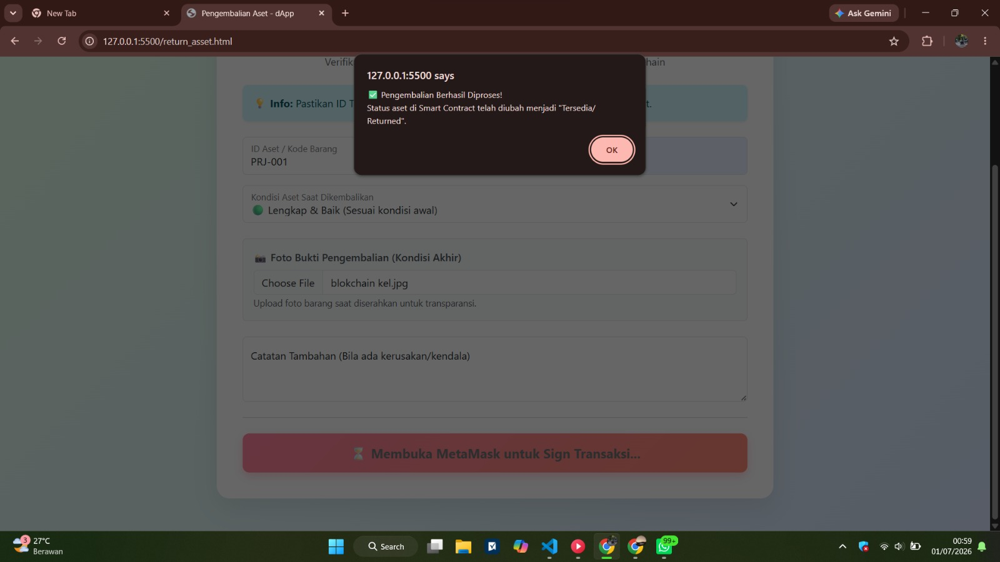 New Tab
Pengembalian Aset - dApp
Ask Gemini
127.0.0.1:5500/return_asset.html
Verifik
hain
127.0.0.1:5500 says
✅ Pengembalian Berhasil Diproses!
Status aset di Smart Contract telah diubah menjadi "Tersedia/
Returned".
OK
💡 Info: Pastikan ID T
t.
ID Aset / Kode Barang
PRJ-001
Kondisi Aset Saat Dikembalikan
🟢 Lengkap & Baik (Sesuai kondisi awal)
📷 Foto Bukti Pengembalian (Kondisi Akhir)
Choose File blokchain kel.jpg
Upload foto barang saat diserahkan untuk transparansi.
Catatan Tambahan (Bila ada kerusakan/kendala)
⏳ Membuka MetaMask untuk Sign Transaksi...
3
27°C
Berawan
Search
99+
00:59
01/07/2026